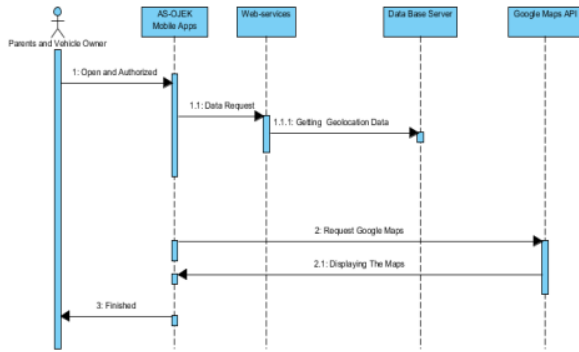 AS-OJEK
Mobile Apps
Web-services
Data Base Server
Google Maps API
Parents and Vehicle Owner
1: Open and Authorized
1.1: Data Request
1.1.1: Getting Geolocation Data
2: Request Google Maps
2.1: Displaying The Maps
3: Finished